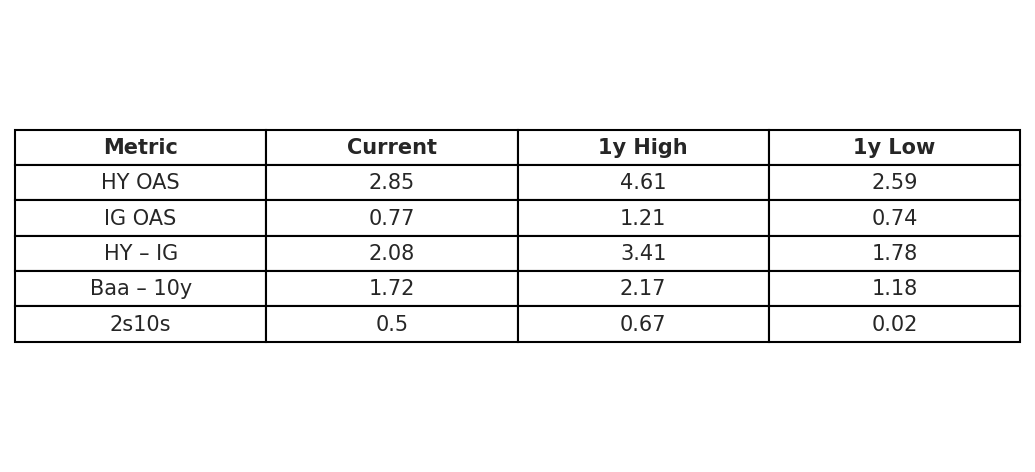 Metric Current 1y High 1y Low
HY OAS 2.85 4.61 2.59
IG OAS 0.77 1.21 0.74
HY – IG 2.08 3.41 1.78
Baa – 10y 1.72 2.17 1.18
2s10s 0.5 0.67 0.02